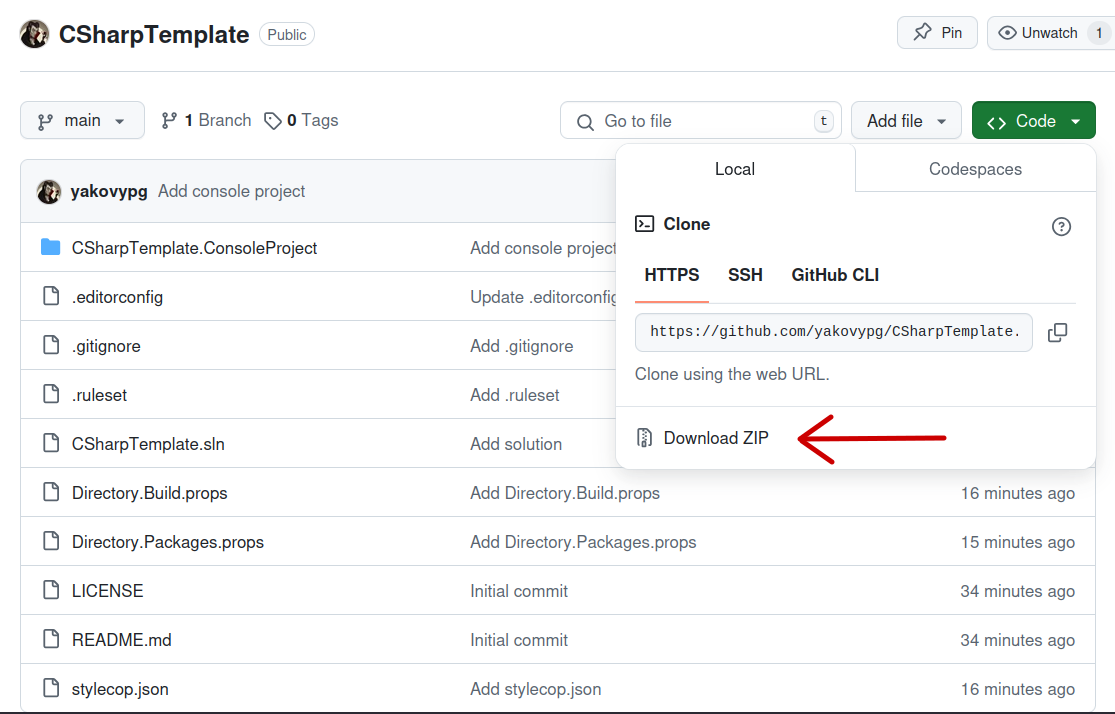 CSharpTemplate Public Pin Unwatch 1
main 1 Branch 0 Tags Go to file t Add file Code
Local Codespaces
yakovypg Add console project
Clone
CSharpTemplate.ConsoleProject Add console project
HTTPS SSH GitHub CLI
.editorconfig Update .editorconfig
https://github.com/yakovypg/CSharpTemplate.
.gitignore Add .gitignore
Clone using the web URL.
.ruleset Add .ruleset
CSharpTemplate.sln Add solution
Download ZIP
Directory.Build.props Add Directory.Build.props 16 minutes ago
Directory.Packages.props Add Directory.Packages.props 15 minutes ago
LICENSE Initial commit 34 minutes ago
README.md Initial commit 34 minutes ago
stylecop.json Add stylecop.json 16 minutes ago